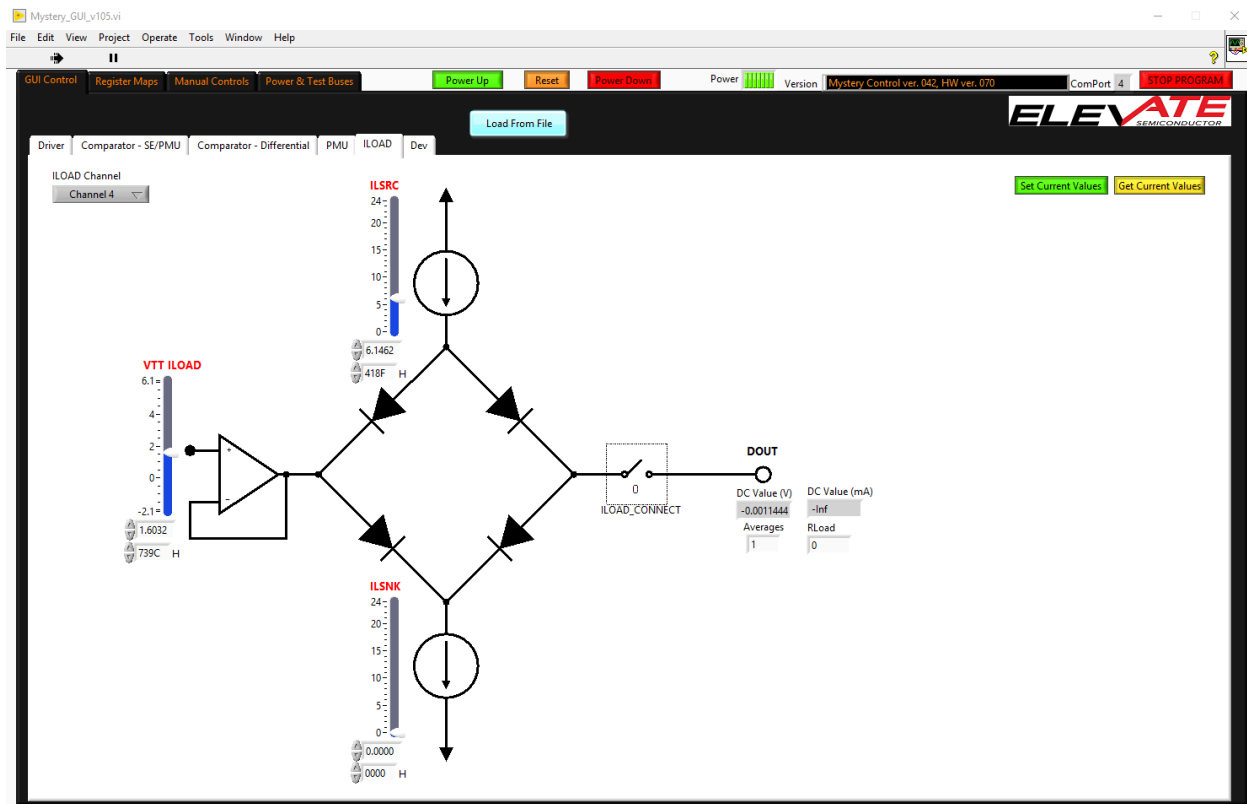 Mystery_GUI_v105.vi
File Edit View Project Operate Tools Window Help
GUI Control Register Maps Manual Controls Power & Test Buses Power Up Reset Power Down Power Version Mystery Control ver. 042, HW ver. 070 ComPort 4 STOP PROGRAM
Load From File
ELEVATE
SEMICONDUCTOR
Driver Comparator - SE/PMU Comparator - Differential PMU ILOAD Dev
ILOAD Channel
Channel 4
Set Current Values Get Current Values
ILSRC
24
20
15
10
5
0
6.1462
418F H
VTT ILOAD
6.1
4
2
0
-2.1
1.6032
739C H
+
-
0
ILOAD_CONNECT
DOUT
DC Value (V) DC Value (mA)
-0.0011444 -Inf
Averages RLoad
1 0
ILSNK
24
20
15
10
5
0
0.0000
0000 H